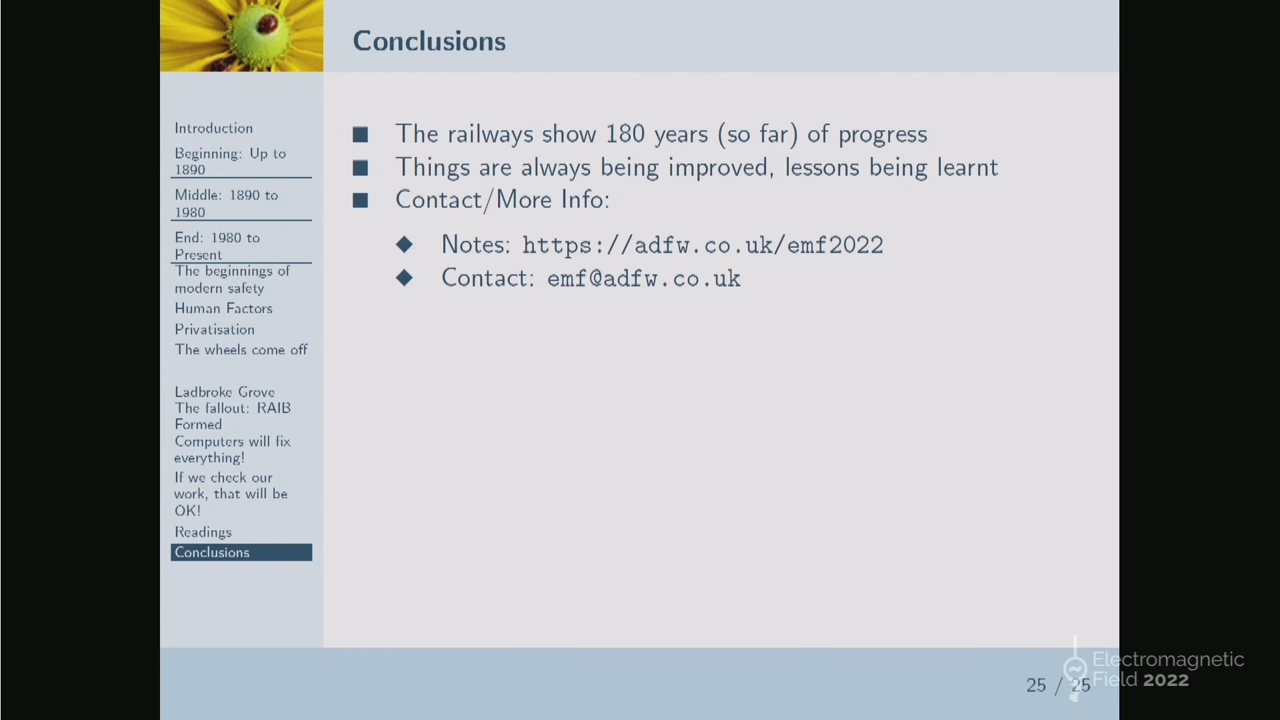 Conclusions
Introduction
Beginning: Up to
1890
Middle: 1890 to
1980
End: 1980 to
Present
The beginnings of
modern safety
Human Factors
Privatisation
The wheels come off
Ladbroke Grove
The fallout: RAIB
Formed
Computers will fix
everything!
If we check our
work, that will be
OK!
Readings
Conclusions
The railways show 180 years (so far) of progress
Things are always being improved, lessons being learnt
Contact/More Info:
Notes: https://adfw.co.uk/emf2022
Contact: emf@adfw.co.uk
25 / 25
Electromagnetic
Field 2022